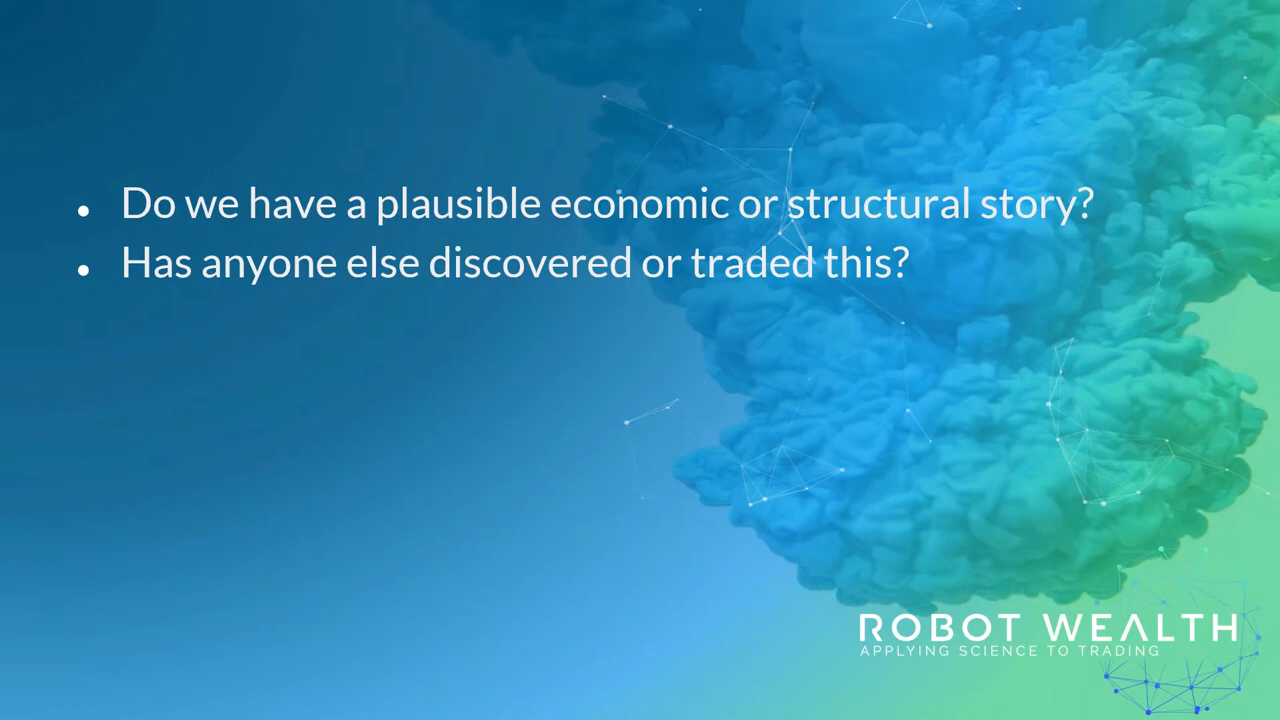 • Do we have a plausible economic or structural story?
• Has anyone else discovered or traded this?
ROBOT WEALTH
APPLYING SCIENCE TO TRADING